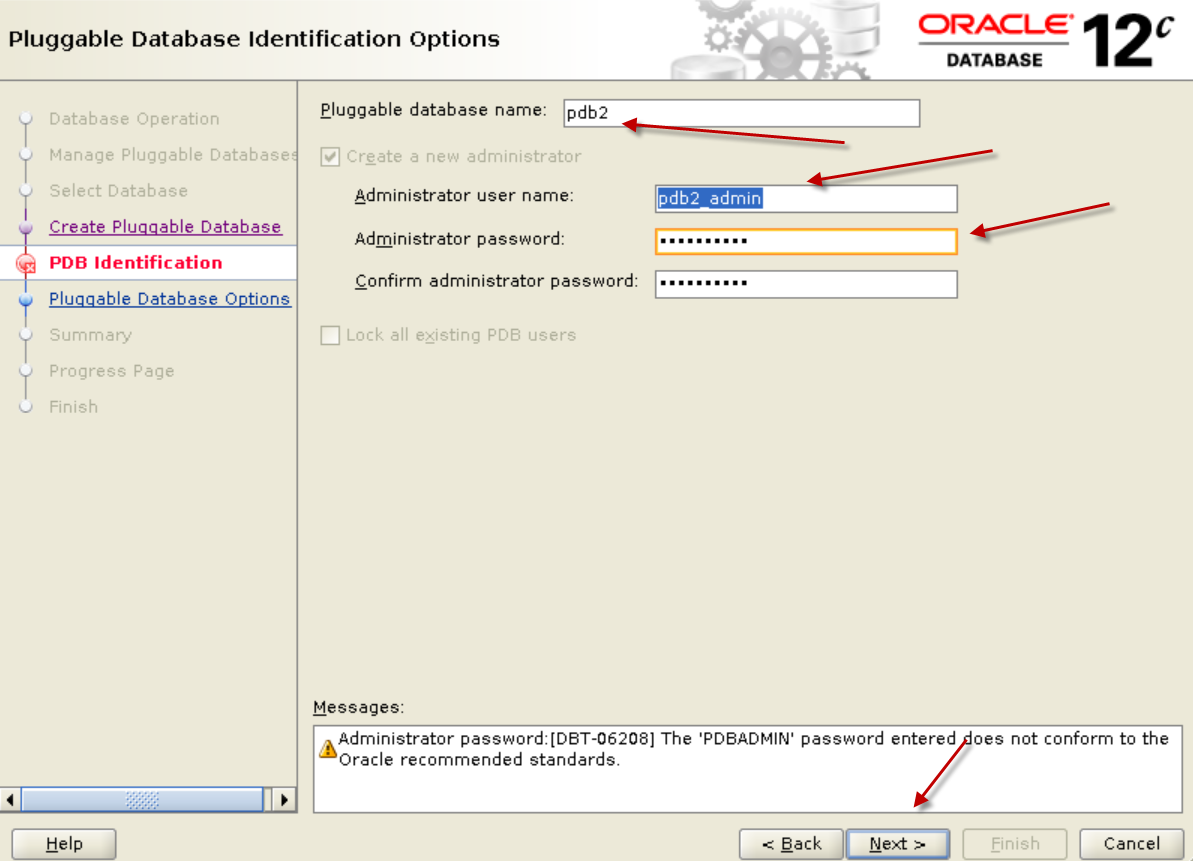 Pluggable Database Identification Options
ORACLE
DATABASE
12c
Database Operation
Manage Pluggable Databases
Select Database
Create Pluggable Database
PDB Identification
Pluggable Database Options
Summary
Progress Page
Finish
Pluggable database name: pdb2
Create a new administrator
Administrator user name: pdb2_admin
Administrator password: ••••••••••
Confirm administrator password: ••••••••••
Lock all existing PDB users
Messages:
Administrator password:[DBT-06208] The 'PDBADMIN' password entered does not conform to the
Oracle recommended standards.
Help < Back Next > Finish Cancel